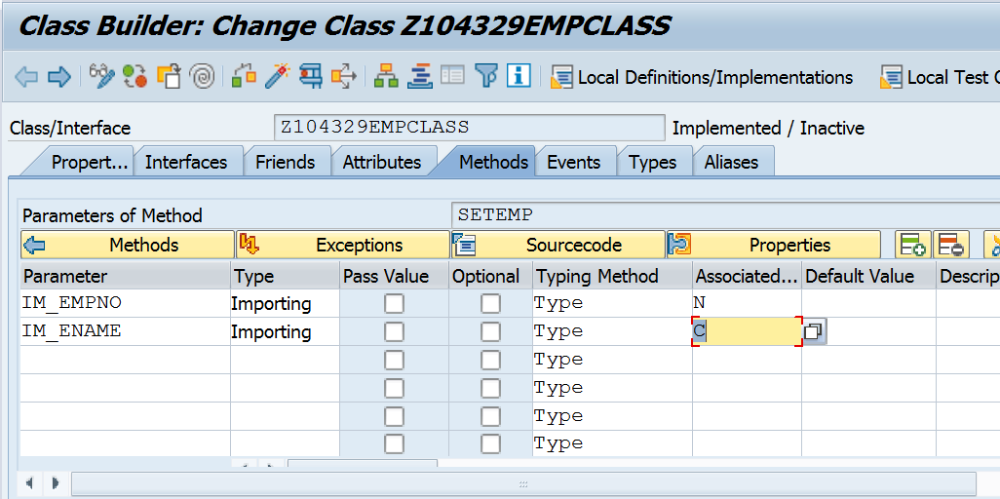 Class Builder: Change Class Z104329EMPCLASS
Local Definitions/Implementations Local Test
Class/Interface Z104329EMPCLASS Implemented / Inactive
Propert... Interfaces Friends Attributes Methods Events Types Aliases
Parameters of Method SETEMP
Methods Exceptions Sourcecode Properties
Parameter Type Pass Value Optional Typing Method Associated... Default Value Descrip
IM_EMPNO Importing Type N
IM_ENAME Importing Type C
Type
Type
Type
Type